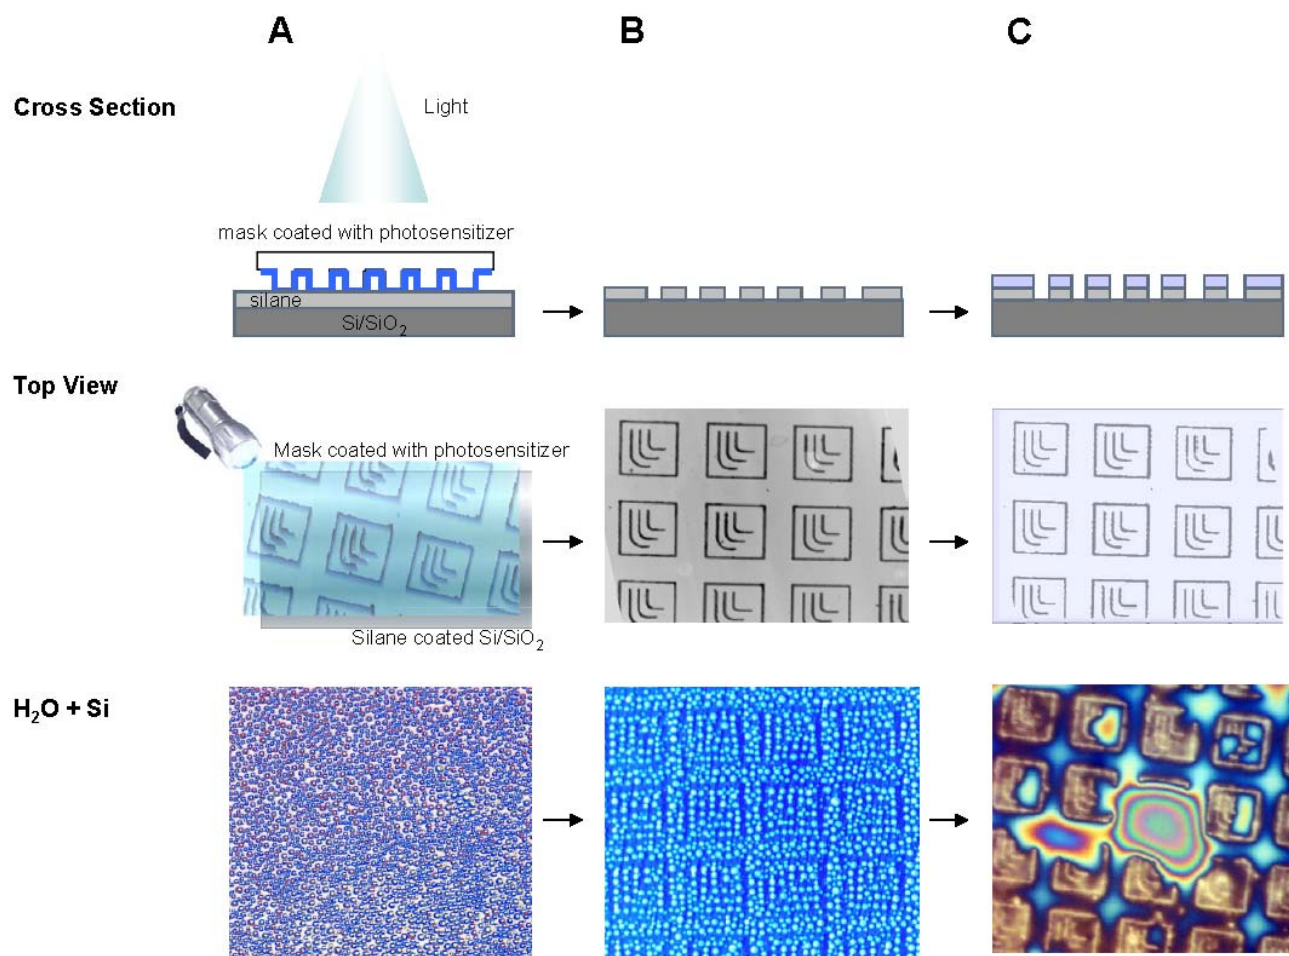 A
B
C
Cross Section
Light
mask coated with photosensitizer
silane
Si/SiO₂
Top View
Mask coated with photosensitizer
Silane coated Si/SiO₂
H₂O + Si